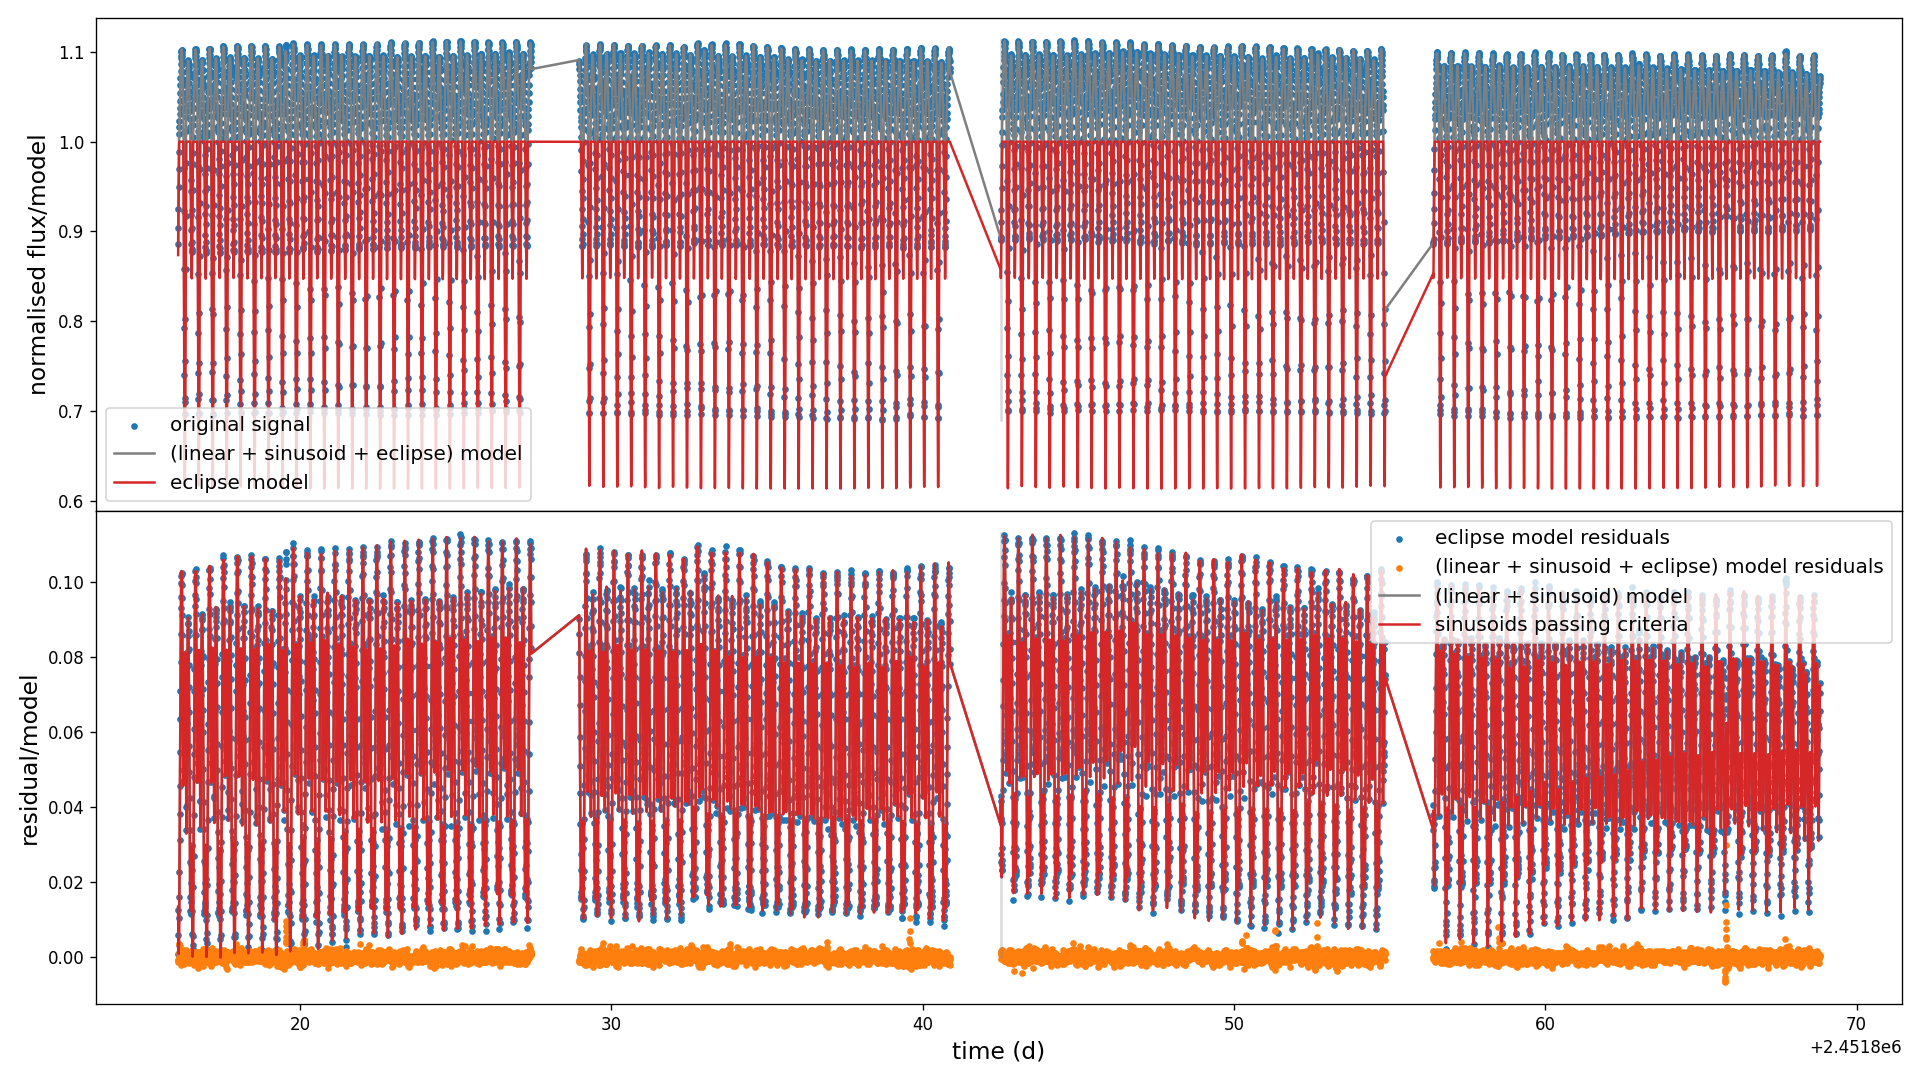 1.1
1.0
0.9
0.8
0.7
0.6
normalised flux/model
original signal
(linear + sinusoid + eclipse) model
eclipse model
0.10
0.08
0.06
0.04
0.02
0.00
residual/model
eclipse model residuals
(linear + sinusoid + eclipse) model residuals
(linear + sinusoid) model
sinusoids passing criteria
20
30
40
50
60
70
time (d)
+2.4518e6